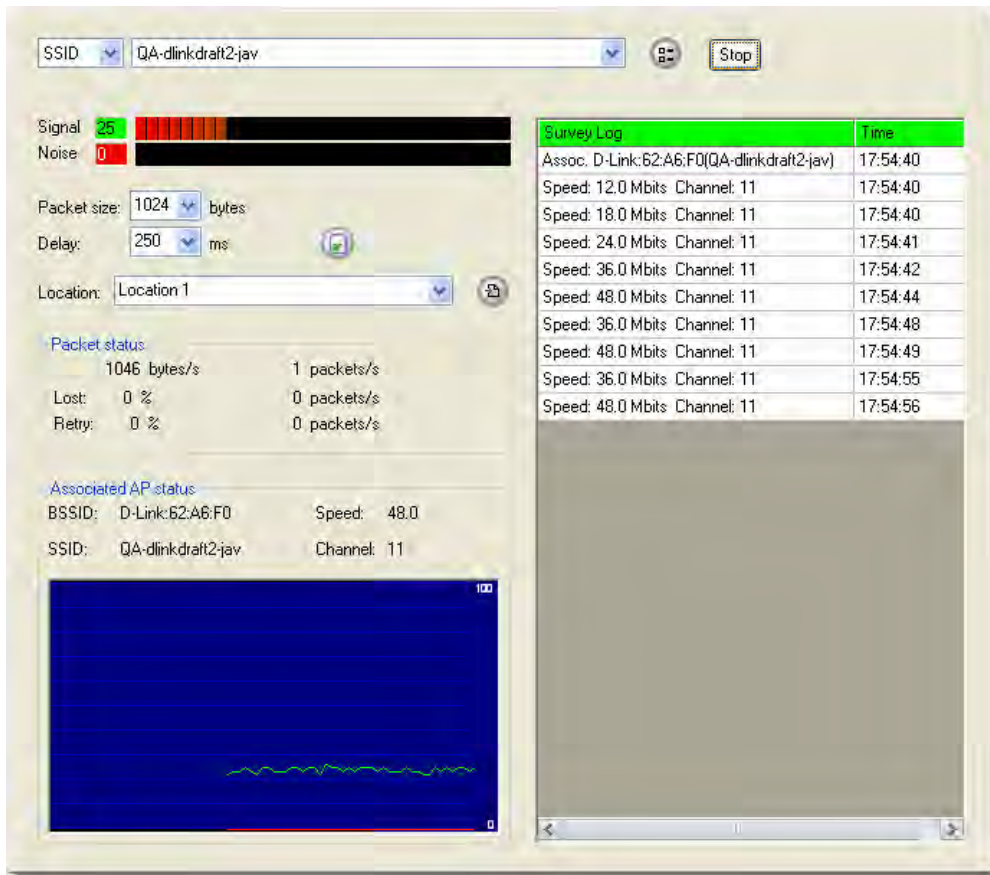 SSID QA-dlinkdraft2-jav Stop
Signal 25
Noise 0
Packet size: 1024 bytes
Delay: 250 ms
Location: Location 1
Packet status
1046 bytes/s 1 packets/s
Lost: 0 % 0 packets/s
Retry: 0 % 0 packets/s
Associated AP status
BSSID: D-Link:62:A6:F0 Speed: 48.0
SSID: QA-dlinkdraft2-jav Channel: 11
100
0
Survey Log Time
Assoc. D-Link:62:A6:F0(QA-dlinkdraft2-jav) 17:54:40
Speed: 12.0 Mbits Channel: 11 17:54:40
Speed: 18.0 Mbits Channel: 11 17:54:40
Speed: 24.0 Mbits Channel: 11 17:54:41
Speed: 36.0 Mbits Channel: 11 17:54:42
Speed: 48.0 Mbits Channel: 11 17:54:44
Speed: 36.0 Mbits Channel: 11 17:54:48
Speed: 48.0 Mbits Channel: 11 17:54:49
Speed: 36.0 Mbits Channel: 11 17:54:55
Speed: 48.0 Mbits Channel: 11 17:54:56